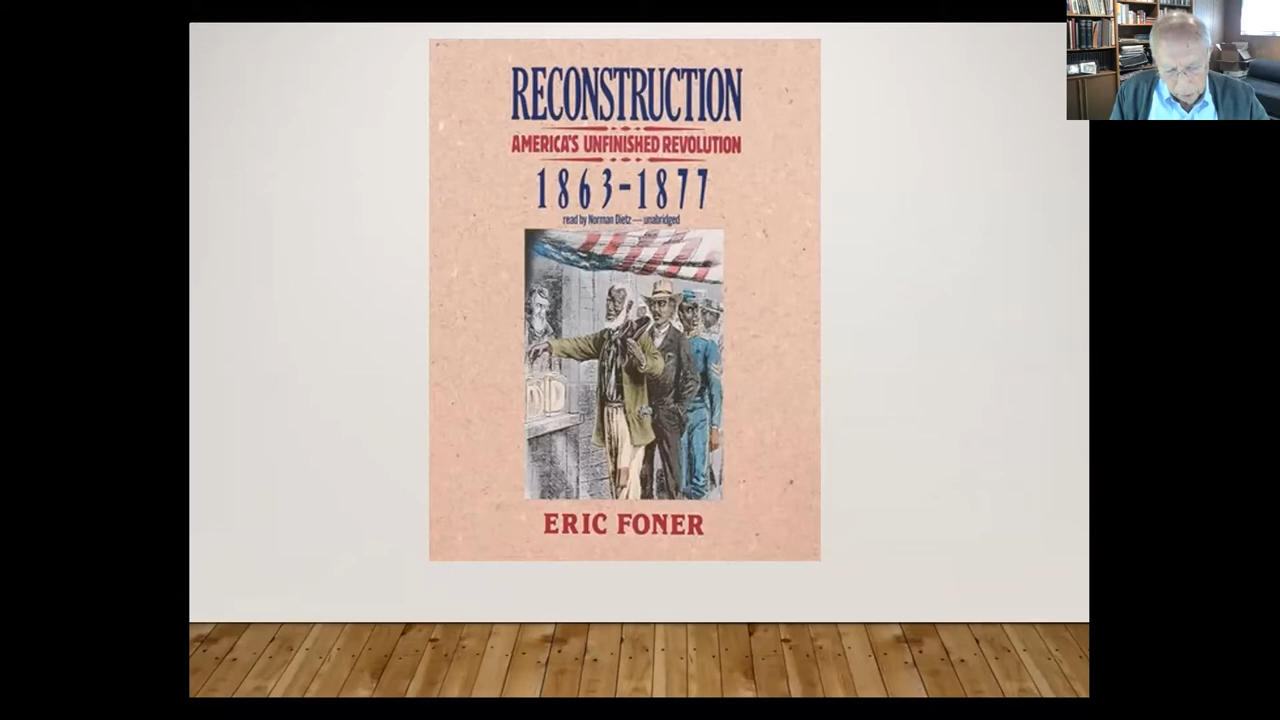 RECONSTRUCTION
AMERICA'S UNFINISHED REVOLUTION
1863-1877
read by Norman Dietz — unabridged
ERIC FONER